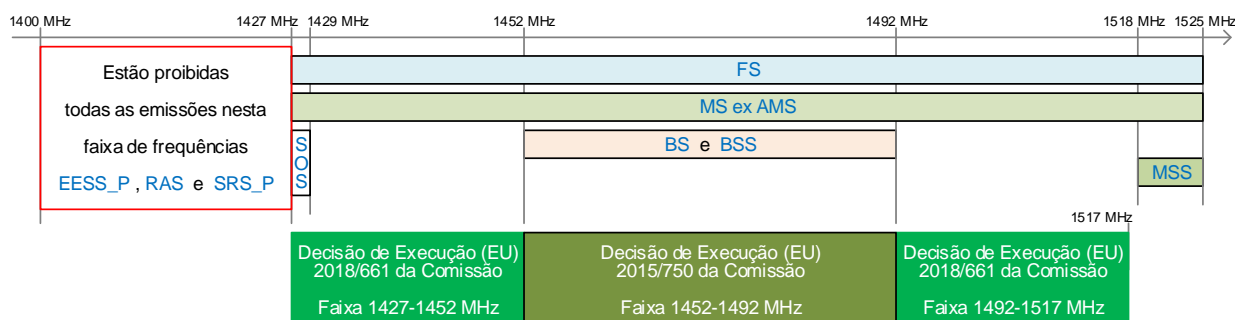 1400 MHz
1427 MHz
1429 MHz
1452 MHz
1492 MHz
1518 MHz
1525 MHz
Estão proibidas
todas as emissões nesta
faixa de frequências
EESS_P , RAS e SRS_P
FS
MS ex AMS
SOS
BS e BSS
MSS
1517 MHz
Decisão de Execução (EU)
2018/661 da Comissão
Faixa 1427-1452 MHz
Decisão de Execução (EU)
2015/750 da Comissão
Faixa 1452-1492 MHz
Decisão de Execução (EU)
2018/661 da Comissão
Faixa 1492-1517 MHz